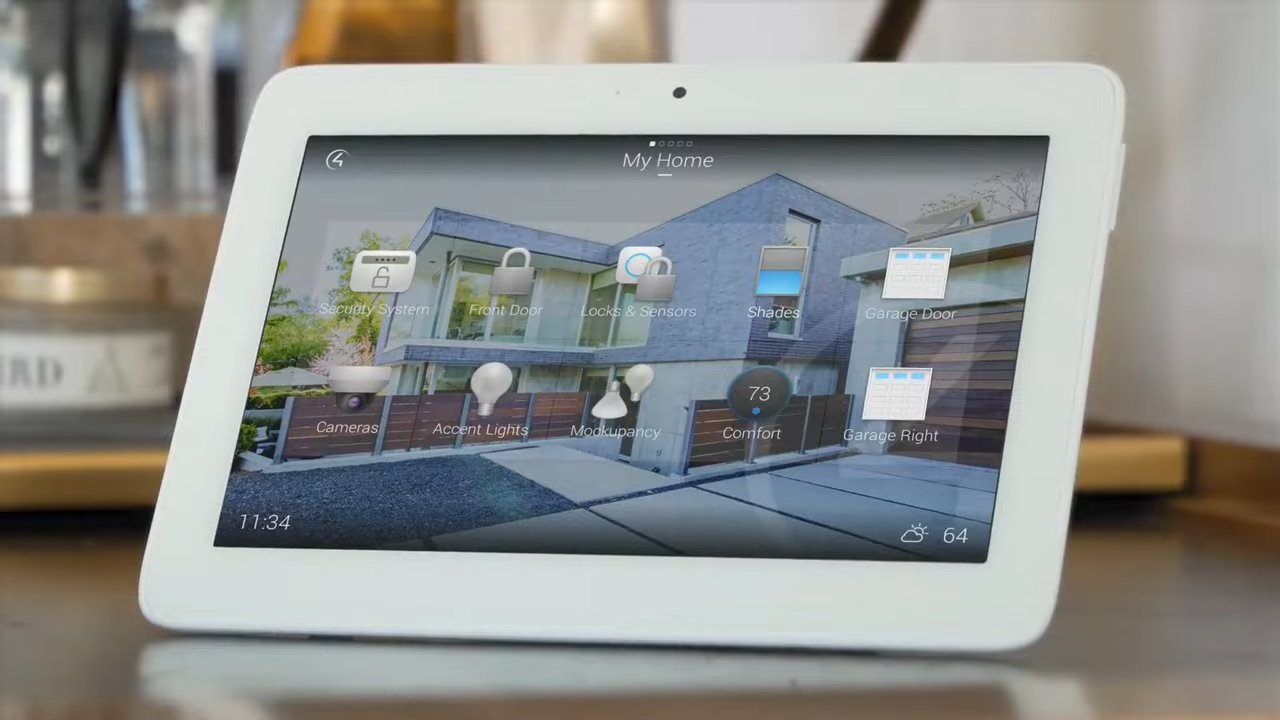 My Home
Security System
Front Door
Locks & Sensors
Shades
Garage Door
Cameras
Accent Lights
Mockupancy
73
Comfort
Garage Right
11:34
64